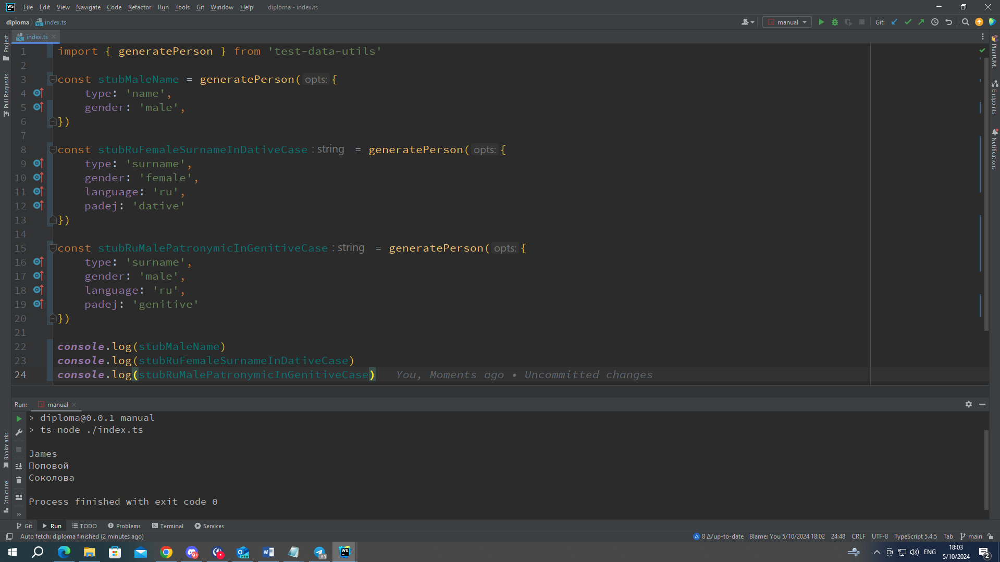 WS File Edit View Navigate Code Refactor Run Tools Git Window Help diploma - index.ts
diploma index.ts manual Git:
index.ts
Project
Pull Requests
Bookmarks
Structure
PlantUML
Endpoints
Notifications
1 import { generatePerson } from 'test-data-utils'
2
3 const stubMaleName = generatePerson( opts: {
4 type: 'name',
5 gender: 'male',
6 })
7
8 const stubRuFemaleSurnameInDativeCase : string = generatePerson( opts: {
9 type: 'surname',
10 gender: 'female',
11 language: 'ru',
12 padej: 'dative'
13 })
14
15 const stubRuMalePatronymicInGenitiveCase : string = generatePerson( opts: {
16 type: 'surname',
17 gender: 'male',
18 language: 'ru',
19 padej: 'genitive'
20 })
21
22 console.log(stubMaleName)
23 console.log(stubRuFemaleSurnameInDativeCase)
24 console.log(stubRuMalePatronymicInGenitiveCase) You, Moments ago • Uncommitted changes
Run: manual
> diploma@0.0.1 manual
> ts-node ./index.ts
James
Поповой
Соколова
Process finished with exit code 0
Git Run TODO Problems Terminal Services
Auto fetch: diploma finished (2 minutes ago) 8 Δ/up-to-date Blame: You 5/10/2024 18:02 24:48 CRLF UTF-8 TypeScript 5.4.5 Tab main
9+ NEW 89 WS ENG 18:03
5/10/2024 2